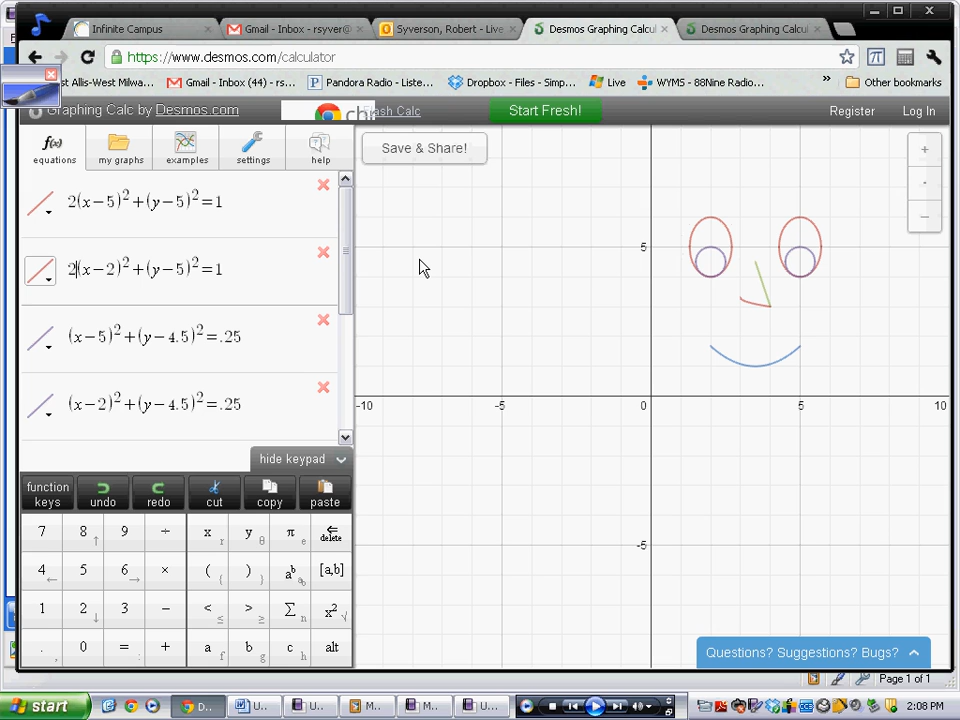 Infinite Campus
Gmail - Inbox - rsyver@
Syverson, Robert - Live
Desmos Graphing Calcul
Desmos Graphing Calcul
https://www.desmos.com/calculator
st Allis-West Milwa...
Gmail - Inbox (44) - rs...
Pandora Radio - Liste...
Dropbox - Files - Simp...
Live
WYMS - 88Nine Radio...
»
Other bookmarks
Graphing Calc by Desmos.com
Flash Calc
Start Fresh!
Register
Log In
equations
my graphs
examples
settings
help
Save & Share!
2(x−5)²+(y−5)²=1
2(x−2)²+(y−5)²=1
(x−5)²+(y−4.5)²=.25
(x−2)²+(y−4.5)²=.25
5
-10
-5
0
5
10
-5
hide keypad
function keys
undo
redo
cut
copy
paste
7 8 9 ÷ x y π delete
4 5 6 × ( ) a^b [a,b]
1 2 3 − < > Σ x²
. 0 = + a b c alt
Questions? Suggestions? Bugs?
Page 1 of 1
start
D...
U...
U...
M...
M...
U...
2:08 PM